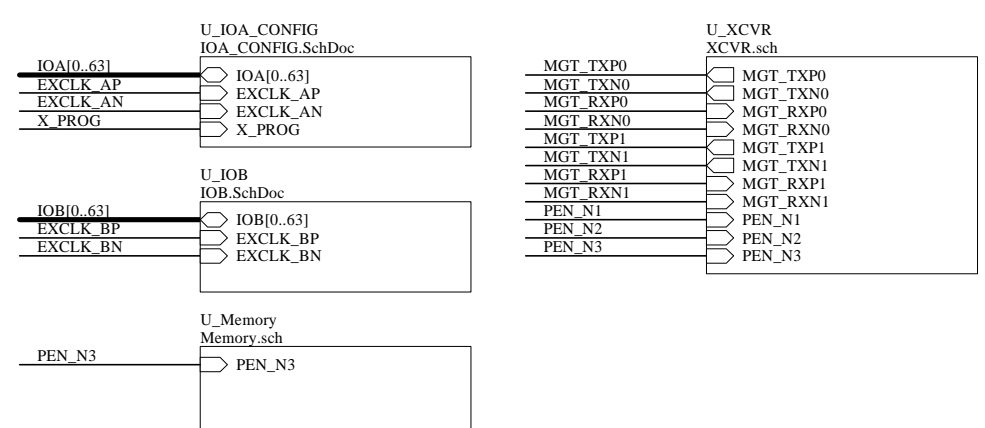 U_IOA_CONFIG
IOA_CONFIG.SchDoc
IOA[0..63]
IOA[0..63]
EXCLK_AP
EXCLK_AP
EXCLK_AN
EXCLK_AN
X_PROG
X_PROG
U_IOB
IOB.SchDoc
IOB[0..63]
IOB[0..63]
EXCLK_BP
EXCLK_BP
EXCLK_BN
EXCLK_BN
U_Memory
Memory.sch
PEN_N3
PEN_N3
U_XCVR
XCVR.sch
MGT_TXP0
MGT_TXP0
MGT_TXN0
MGT_TXN0
MGT_RXP0
MGT_RXP0
MGT_RXN0
MGT_RXN0
MGT_TXP1
MGT_TXP1
MGT_TXN1
MGT_TXN1
MGT_RXP1
MGT_RXP1
MGT_RXN1
MGT_RXN1
PEN_N1
PEN_N1
PEN_N2
PEN_N2
PEN_N3
PEN_N3